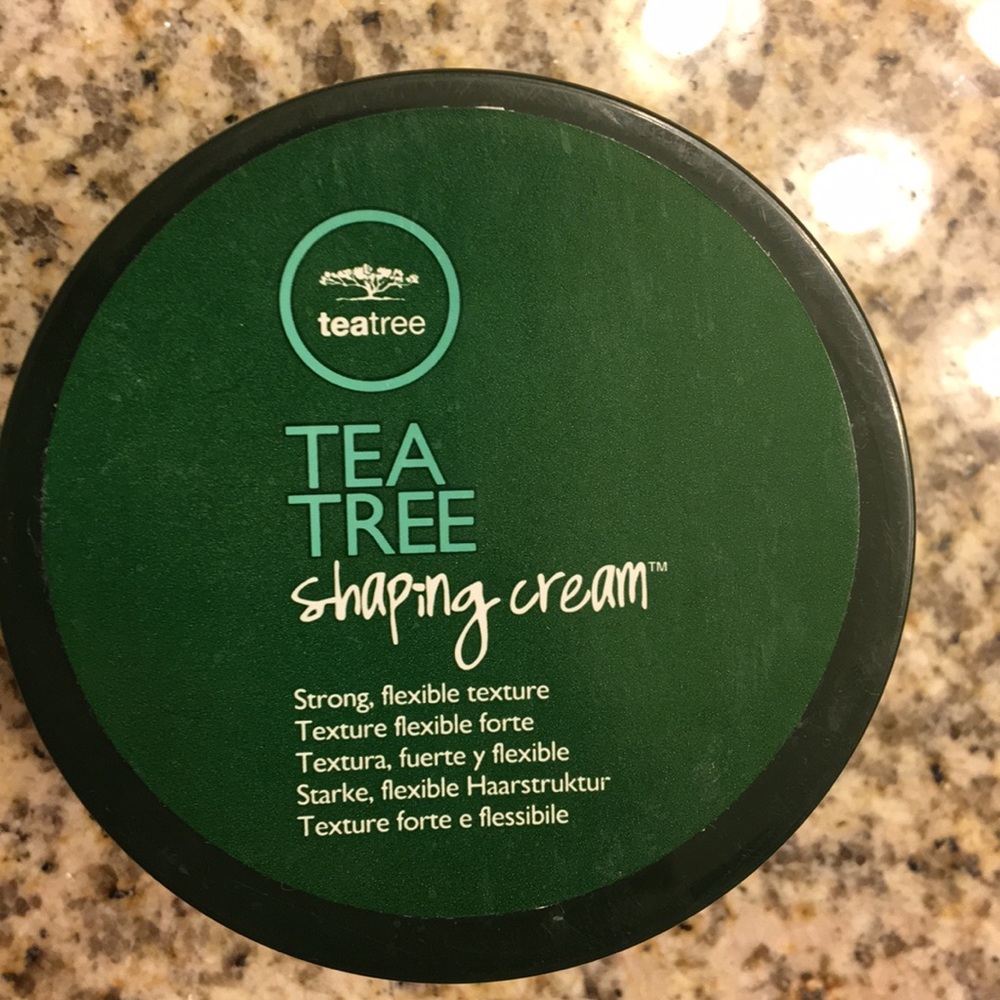 teatree
TEA
TREE
shaping cream™
Strong, flexible texture
Texture flexible forte
Textura, fuerte y flexible
Starke, flexible Haarstruktur
Texture forte e flessibile